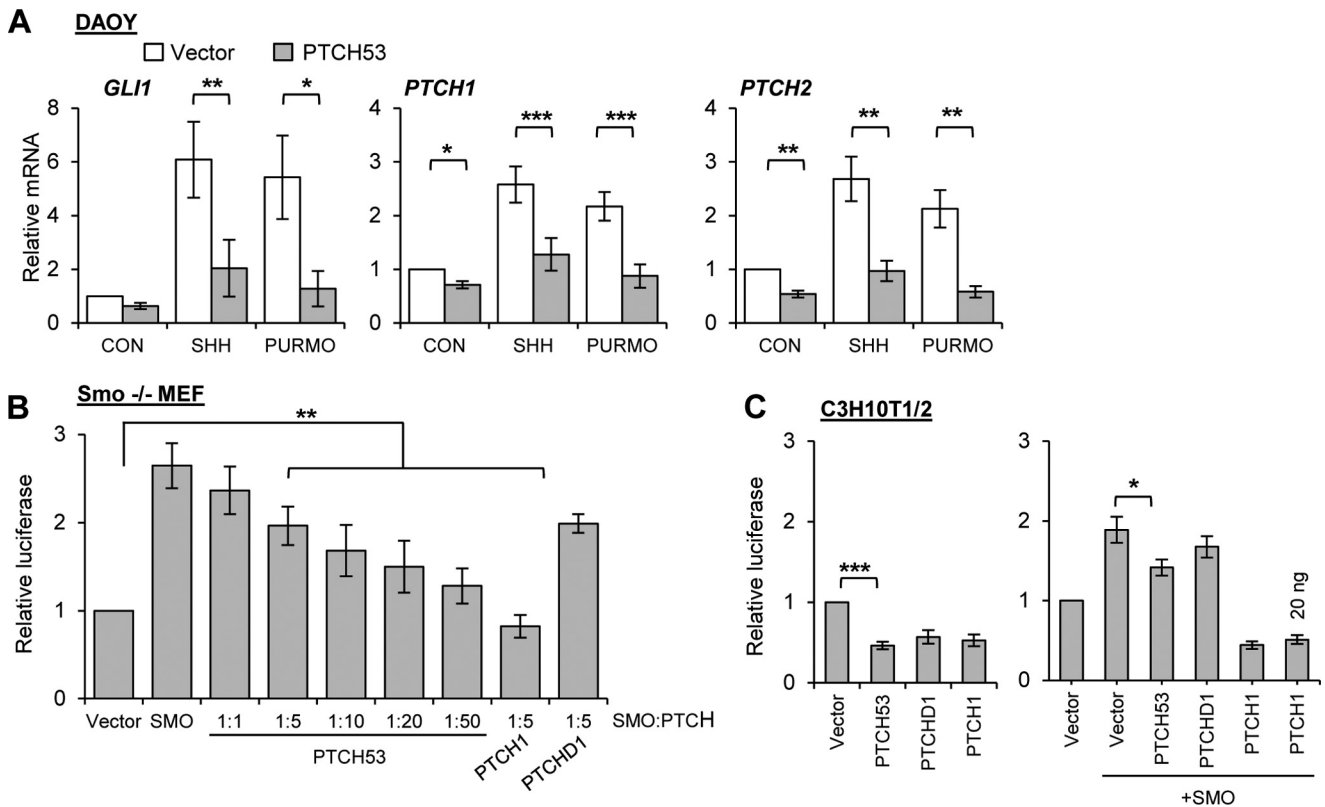 A
DAOY
Vector PTCH53
GLI1 PTCH1 PTCH2
** * * *** *** ** ** **
Relative mRNA
8
6
4
2
0
4
3
2
1
0
4
3
2
1
0
CON SHH PURMO CON SHH PURMO CON SHH PURMO
B
Smo -/- MEF
**
Relative luciferase
3
2
1
0
Vector SMO 1:1 1:5 1:10 1:20 1:50 1:5 1:5 SMO:PTCH
PTCH53 PTCH1 PTCHD1
C
C3H10T1/2
Relative luciferase
3
2
1
0
***
Vector PTCH53 PTCHD1 PTCH1
3
2
1
0
*
20 ng
Vector Vector PTCH53 PTCHD1 PTCH1 PTCH1
+SMO